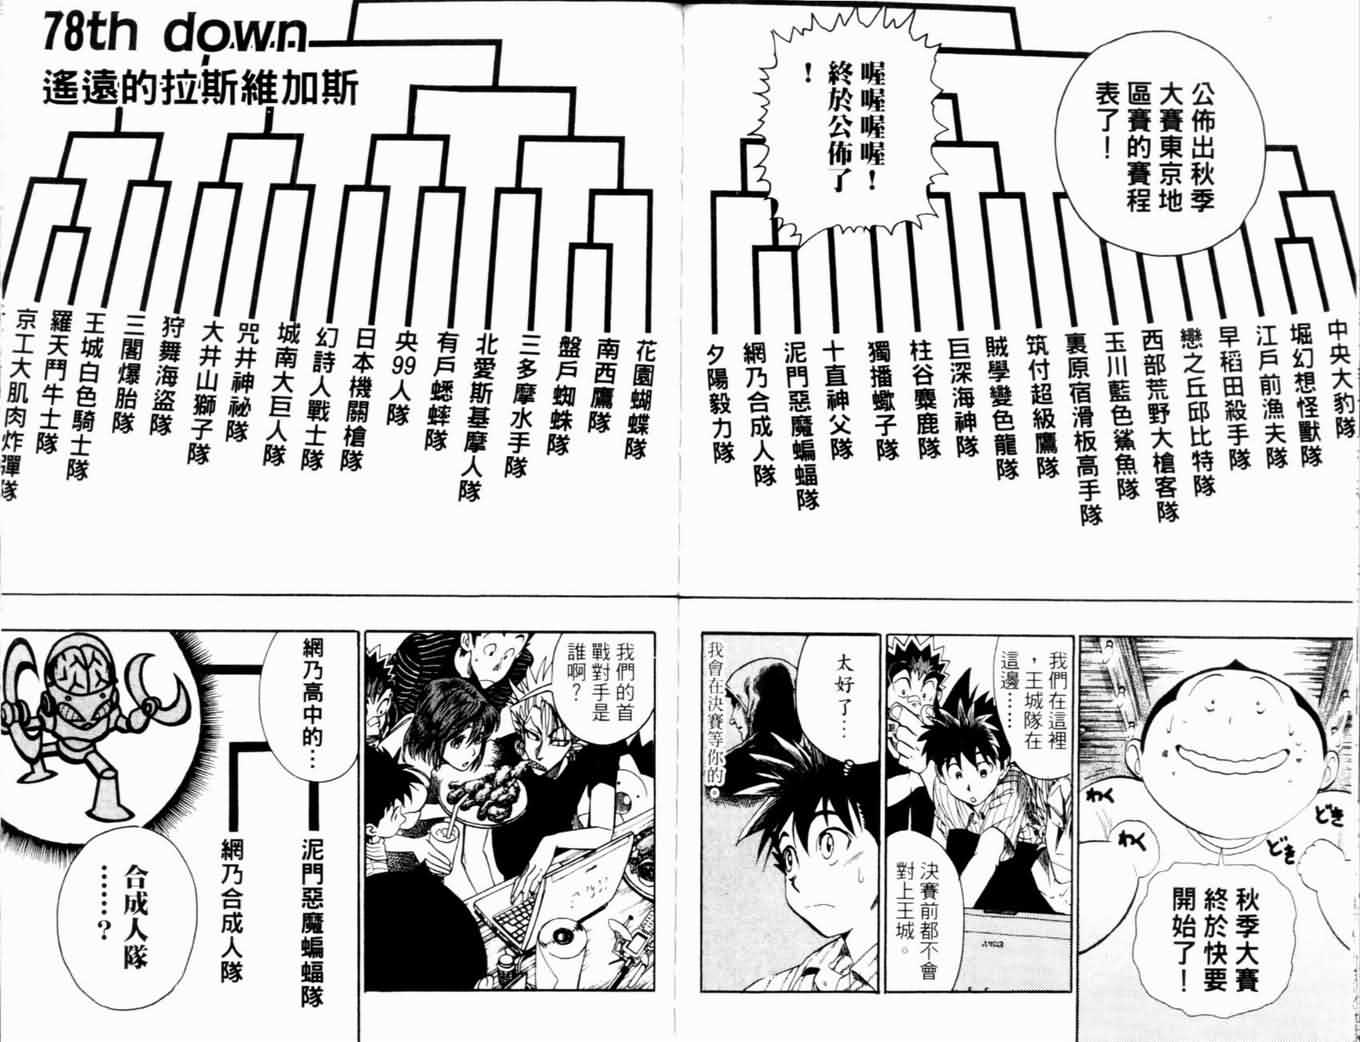 公佈出秋季
大賽東京地
區賽的賽程
表了！
喔喔喔喔！
終於公佈了
！
78th down
遙遠的拉斯維加斯
中央大豹隊
堀幻想怪獸隊
江戶前漁夫隊
早稻田殺手隊
戀之丘邱比特隊
西部荒野大槍客隊
玉川藍色鯊魚隊
裏原宿滑板高手隊
筑付超級鷹隊
賊學變色龍隊
巨深海神隊
柱谷麋鹿隊
獨播蠍子隊
十直神父隊
泥門惡魔蝙蝠隊
網乃合成人隊
夕陽毅力隊
花園蝴蝶隊
南西鷹隊
盤戶蜘蛛隊
三多摩水手隊
北愛斯基摩人隊
有戶蟋蟀隊
央99人隊
日本機關槍隊
幻詩人戰士隊
城南大巨人隊
咒井神祕隊
大井山獅子隊
狩舞海盜隊
三閣爆胎隊
王城白色騎士隊
羅天鬥牛士隊
京工大肌肉炸彈隊
わく
わく
どき
どき
秋季大賽
終於快要
開始了！
我們在這裡
，王城隊在
這邊……
決賽前都不會
對上王城。
太好了…
我會在決賽等你的。
我們的首
戰對手是
誰啊？
網乃高中的…
泥門惡魔蝙蝠隊
網乃合成人隊
合成人隊
……？